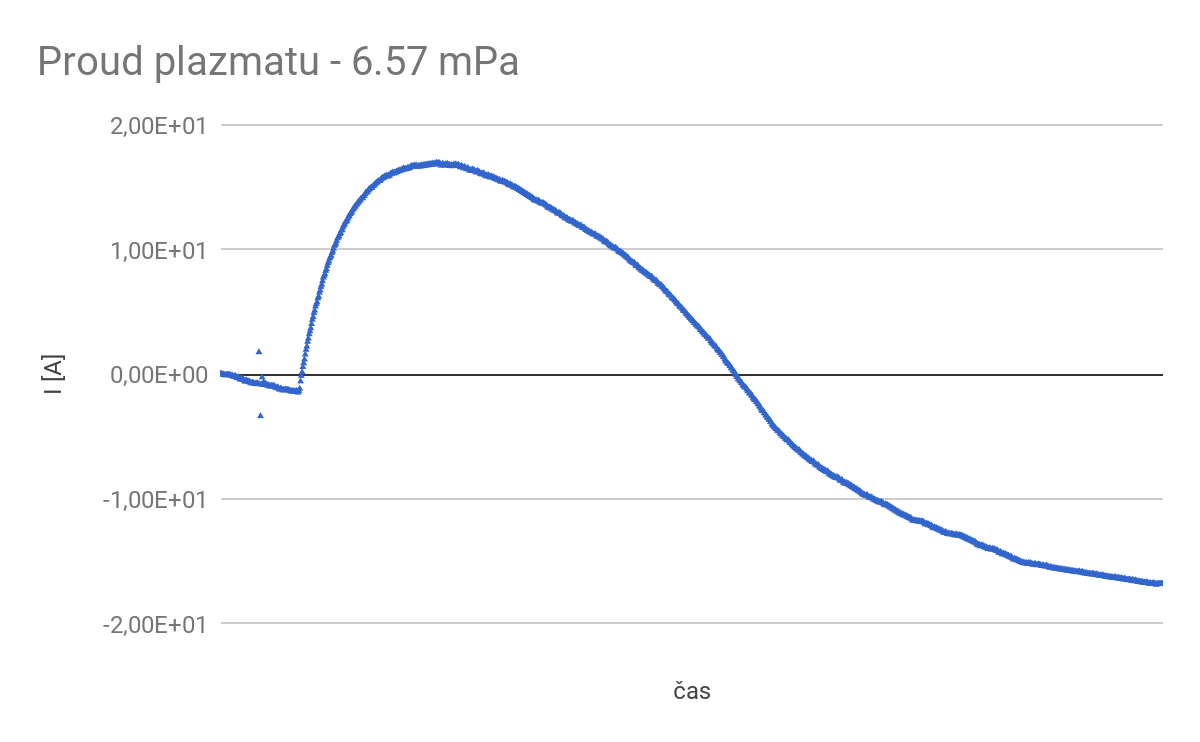 Proud plazmatu - 6.57 mPa
2,00E+01
1,00E+01
0,00E+00
-1,00E+01
-2,00E+01
I [A]
čas